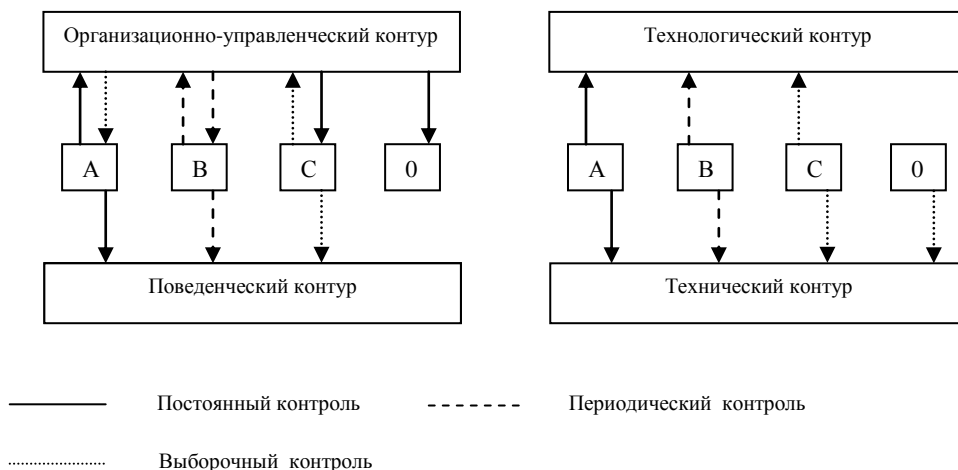 Организационно-управленческий контур
Технологический контур
А В С 0
А В С 0
Поведенческий контур
Технический контур
Постоянный контроль
Периодический контроль
Выборочный контроль